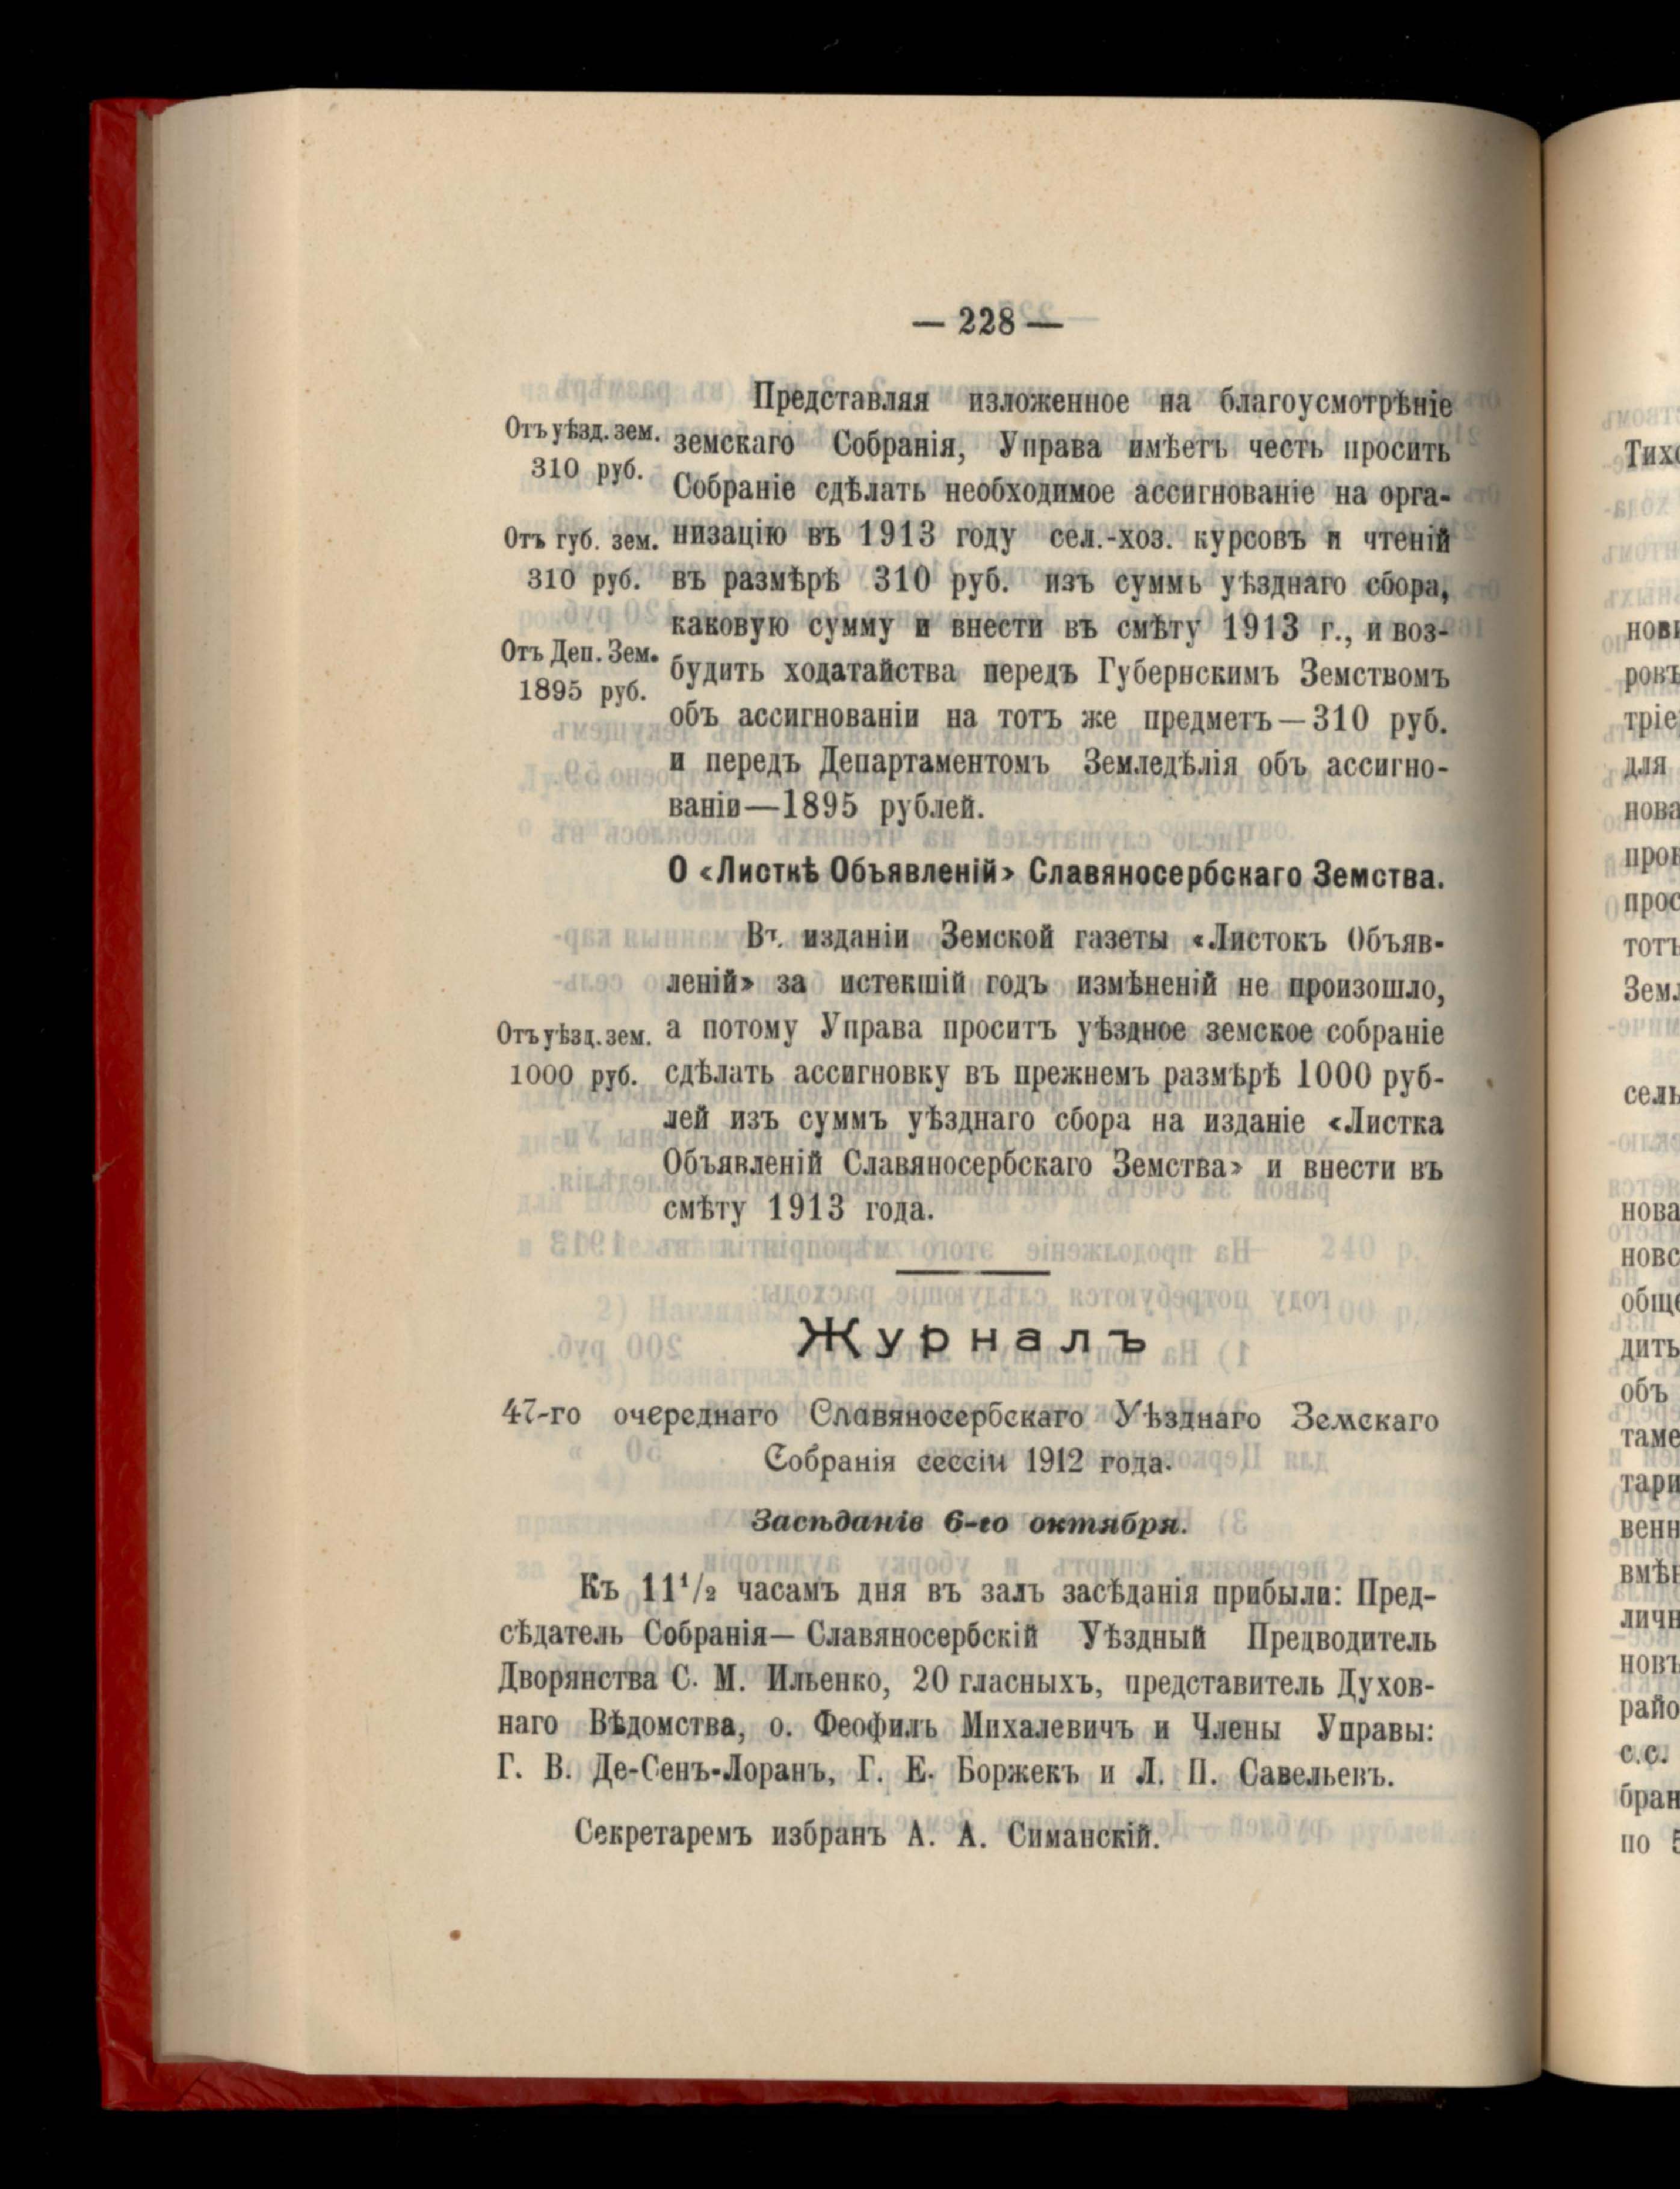 — 228 —
Представляя изложенное на благоусмотрѣніе
Отъ уѣзд. зем.
310 руб.
земскаго Собранія, Управа имѣетъ честь просить
Собраніе сдѣлать необходимое ассигнованіе на орга-
Отъ губ. зем.
310 руб.
низацію въ 1913 году сел.-хоз. курсовъ и чтеній
въ размѣрѣ 310 руб. изъ суммъ уѣзднаго сбора,
каковую сумму и внести въ смѣту 1913 г., и воз-
Отъ Деп. Зем.
1895 руб.
будить ходатайства передъ Губернскимъ Земствомъ
объ ассигнованіи на тотъ же предметъ—310 руб.
и передъ Департаментомъ Земледѣлія объ ассигно-
ваніи—1895 рублей.
О «Листкѣ Объявленій» Славяносербскаго Земства.
Въ изданіи Земской газеты «Листокъ Объяв-
леній» за истекшій годъ измѣненій не произошло,
Отъ уѣзд. зем.
1000 руб.
а потому Управа проситъ уѣздное земское собраніе
сдѣлать ассигновку въ прежнемъ размѣрѣ 1000 руб-
лей изъ суммъ уѣзднаго сбора на изданіе «Листка
Объявленій Славяносербскаго Земства» и внести въ
смѣту 1913 года.
Журналъ
47-го очереднаго Славяносербскаго Уѣзднаго Земскаго
Собранія сессіи 1912 года.
Засѣданіе 6-го октября.
Къ 11¹/₂ часамъ дня въ залъ засѣданія прибыли: Пред-
сѣдатель Собранія— Славяносербскій Уѣздный Предводитель
Дворянства С. М. Ильенко, 20 гласныхъ, представитель Духов-
наго Вѣдомства, о. Феофилъ Михалевичъ и Члены Управы:
Г. В. Де-Сенъ-Лоранъ, Г. Е. Боржекъ и Л. П. Савельевъ.
Секретаремъ избранъ А. А. Симанскій.